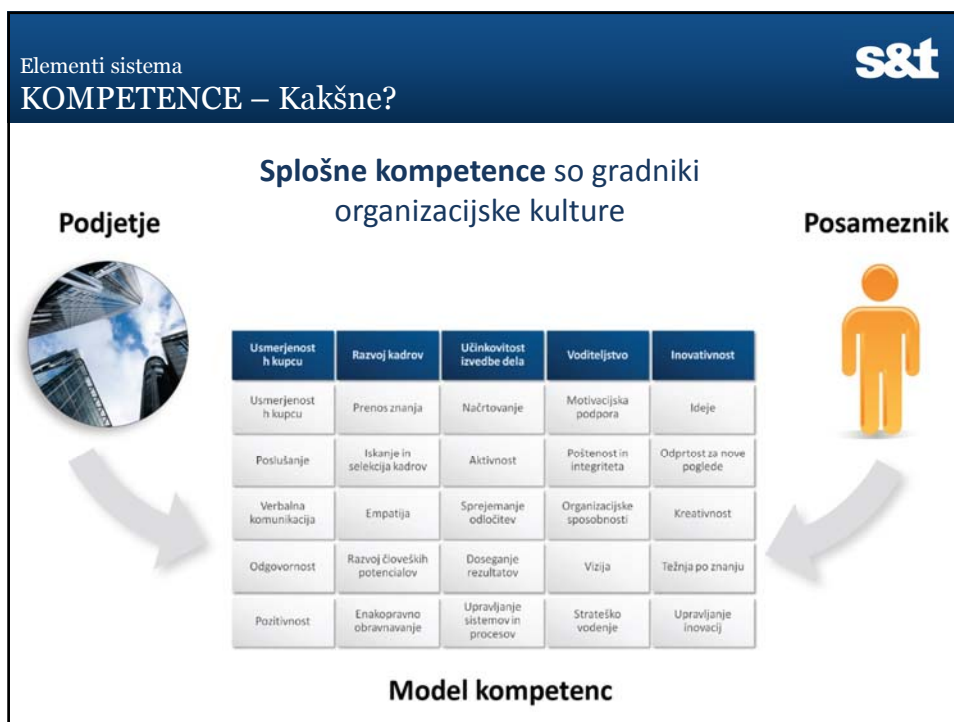 Elementi sistema
KOMPETENCE – Kakšne?
s&t
Splošne kompetence so gradniki
organizacijske kulture
Podjetje
Posameznik
Usmerjenost
h kupcu
Razvoj kadrov
Učinkovitost
izvedbe dela
Voditeljstvo
Inovativnost
Usmerjenost
h kupcu
Prenos znanja
Načrtovanje
Motivacijska
podpora
Ideje
Poslušanje
Iskanje in
selekcija kadrov
Aktivnost
Poštenost in
integriteta
Odprtost za nove
poglede
Verbalna
komunikacija
Empatija
Sprejemanje
odločitev
Organizacijske
sposobnosti
Kreativnost
Odgovornost
Razvoj človeških
potencialov
Doseganje
rezultatov
Vizija
Težnja po znanju
Pozitivnost
Enakopravno
obravnavanje
Upravljanje
sistemov in
procesov
Strateško
vodenje
Upravljanje
inovacij
Model kompetenc